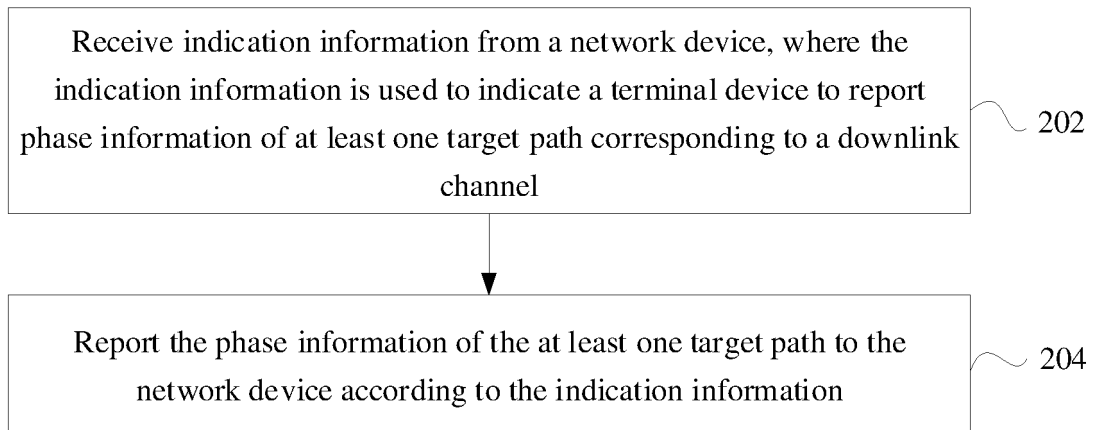 Receive indication information from a network device, where the
indication information is used to indicate a terminal device to report
phase information of at least one target path corresponding to a downlink
channel
202
Report the phase information of the at least one target path to the
network device according to the indication information
204